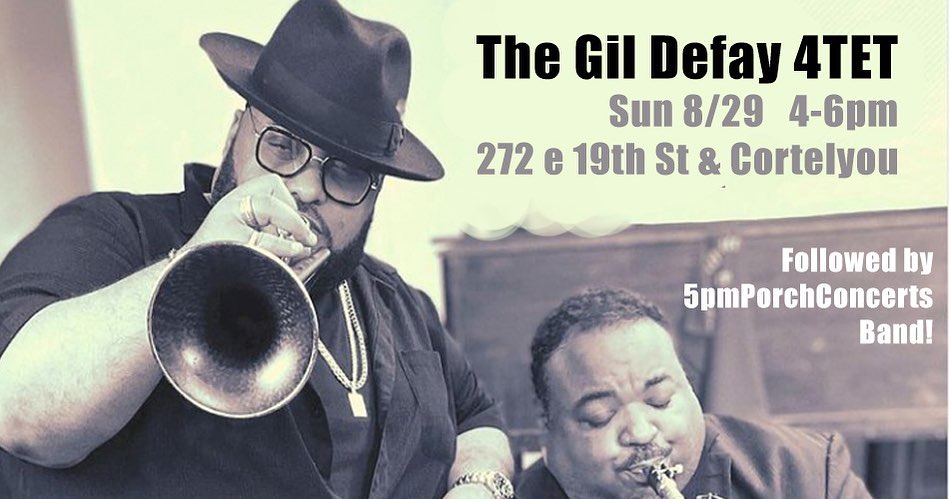 The Gil Defay 4TET
Sun 8/29 4-6pm
272 e 19th St & Cortelyou
Followed by
5pmPorchConcerts
Band!